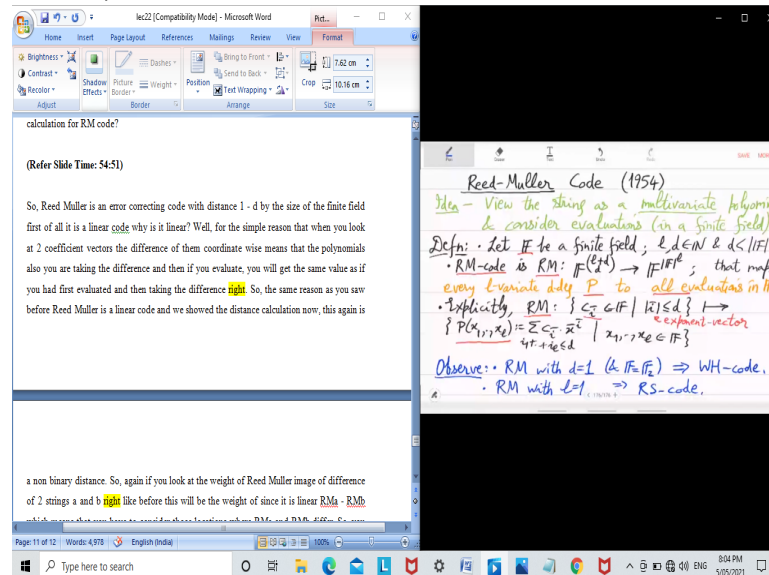 lec22 [Compatibility Mode] - Microsoft Word
Pict...
Home Insert Page Layout References Mailings Review View Format
Brightness
Contrast
Recolor
Adjust
Shadow Effects
Picture Border
Dashes
Weight
Border
Position
Bring to Front
Send to Back
Text Wrapping
Arrange
Crop
7.62 cm
10.16 cm
Size
calculation for RM code?
(Refer Slide Time: 54:51)
So, Reed Muller is an error correcting code with distance 1 - d by the size of the finite field
first of all it is a linear code why is it linear? Well, for the simple reason that when you look
at 2 coefficient vectors the difference of them coordinate wise means that the polynomials
also you are taking the difference and then if you evaluate, you will get the same value as if
you had first evaluated and then taking the difference right. So, the same reason as you saw
before Reed Muller is a linear code and we showed the distance calculation now, this again is
a non binary distance. So, again if you look at the weight of Reed Muller image of difference
of 2 strings a and b right like before this will be the weight of since it is linear RMa - RMb
Page: 11 of 12 Words: 4,978 English (India) 100%
SAVE MOR
Reed-Muller Code (1954)
Idea – View the string as a multivariate polyomi
& consider evaluations (in a finite field)
Defn: · Let F be a finite field; l,d∈N & d<|F|
· RM-code is RM: F^(l+d d) → F^|F|^l ; that map
every l-variate d-deg P to all evaluations in F
· Explicitly, RM: { c_ī ∈ F | |ī| ≤ d } ↦
exponent-vector
{ P(x₁,..,x_l) := Σ c_ī . x̄^ī | x₁,..,x_l ∈ F }
i₁+..+i_l≤d
Observe: · RM with d=1 (& F=F₂) ⇒ WH-code.
· RM with l=1 ⇒ RS-code.
Type here to search
ENG
8:04 PM
5/05/2021